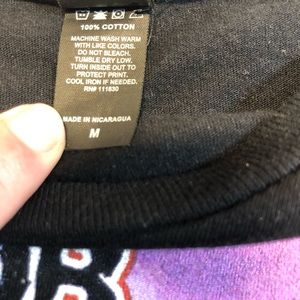 100% COTTON
MACHINE WASH WARM
WITH LIKE COLORS.
DO NOT BLEACH.
TUMBLE DRY LOW.
TURN INSIDE OUT TO
PROTECT PRINT.
COOL IRON IF NEEDED.
RN# 111830
MADE IN NICARAGUA
M